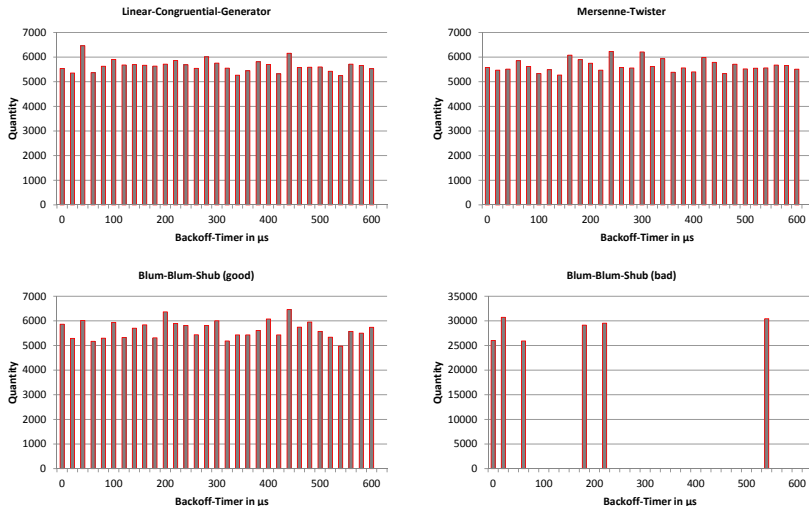 Linear-Congruential-Generator
Quantity
7000
6000
5000
4000
3000
2000
1000
0
0 100 200 300 400 500 600
Backoff-Timer in µs
Mersenne-Twister
Quantity
7000
6000
5000
4000
3000
2000
1000
0
0 100 200 300 400 500 600
Backoff-Timer in µs
Blum-Blum-Shub (good)
Quantity
7000
6000
5000
4000
3000
2000
1000
0
0 100 200 300 400 500 600
Backoff-Timer in µs
Blum-Blum-Shub (bad)
Quantity
35000
30000
25000
20000
15000
10000
5000
0
0 100 200 300 400 500 600
Backoff-Timer in µs